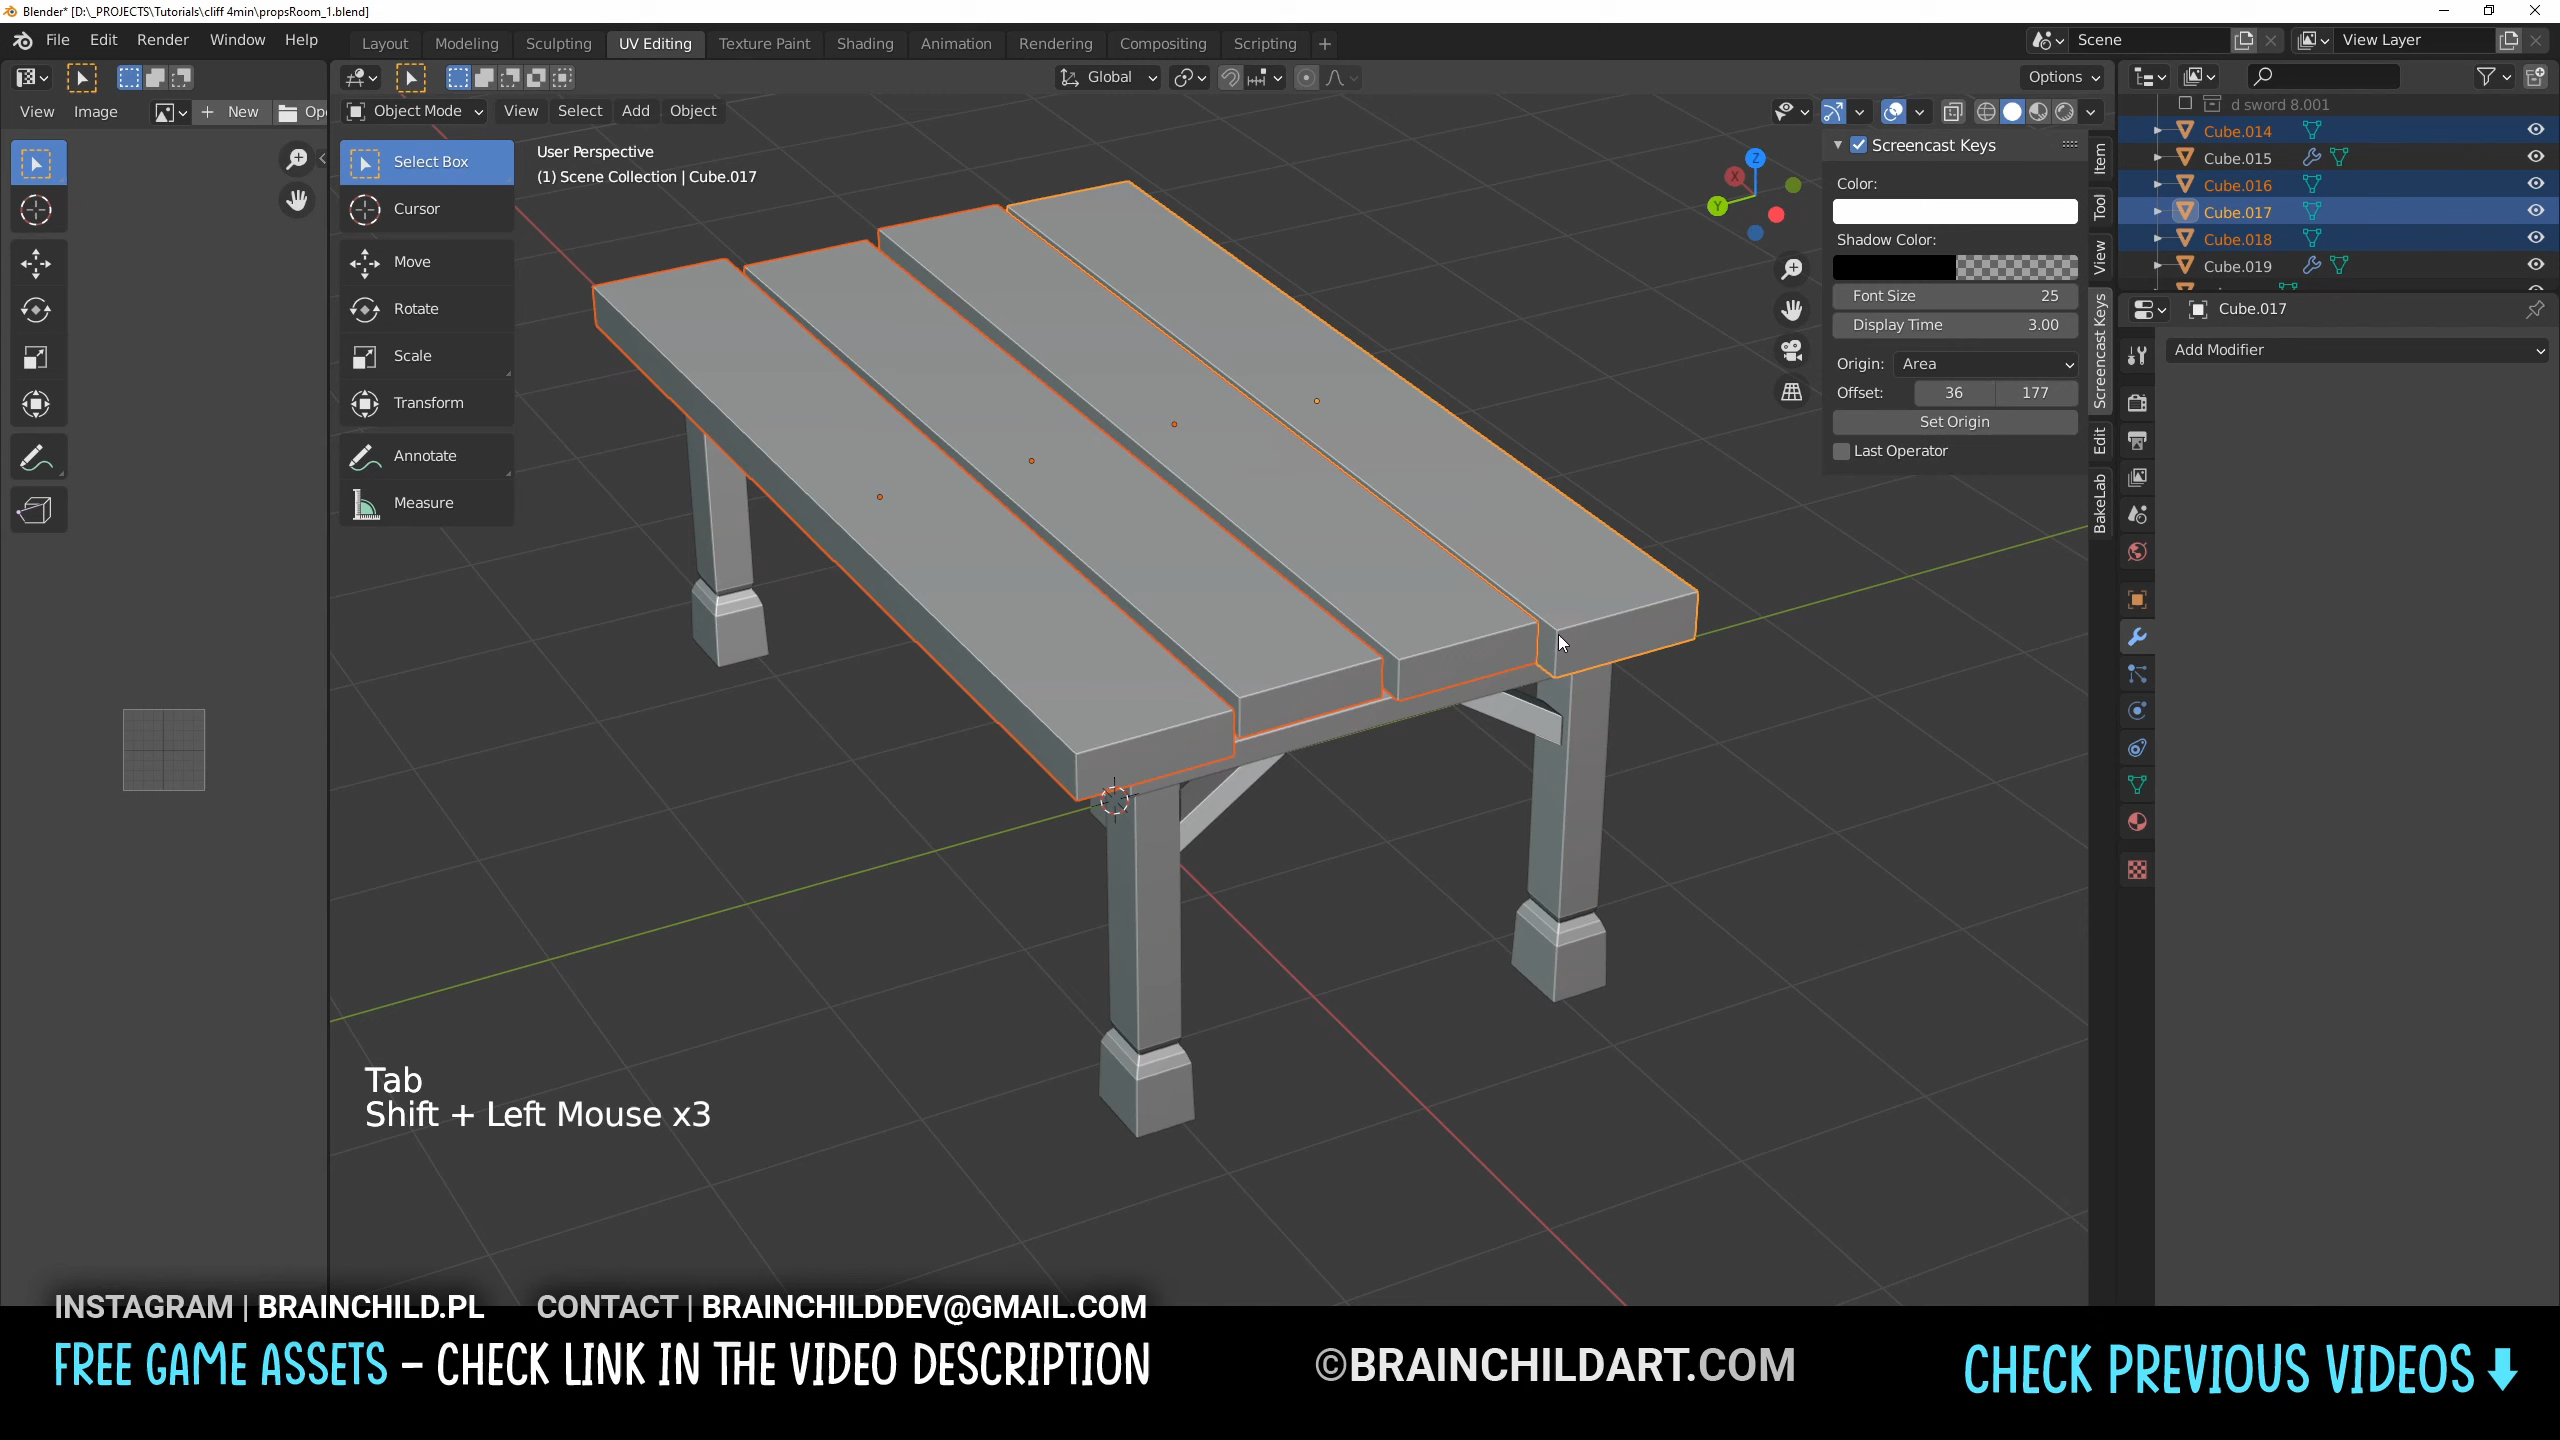 Blender* [D:\_PROJECTS\Tutorials\cliff 4min\propsRoom_1.blend]
File Edit Render Window Help
Layout Modeling Sculpting UV Editing Texture Paint Shading Animation Rendering Compositing Scripting +
Scene
View Layer
Global
Options
View Image
+ New
Op
Object Mode View Select Add Object
d sword 8.001
Cube.014
Cube.015
Cube.016
Cube.017
Cube.018
Cube.019
Select Box
Cursor
Move
Rotate
Scale
Transform
Annotate
Measure
User Perspective
(1) Scene Collection | Cube.017
X
Y
Z
Screencast Keys
Color:
Shadow Color:
Font Size 25
Display Time 3.00
Origin: Area
Offset: 36 177
Set Origin
Last Operator
Item
Tool
View
Screencast Keys
Edit
BakeLab
Cube.017
Add Modifier
Tab
Shift + Left Mouse x3
INSTAGRAM | BRAINCHILD.PL CONTACT | BRAINCHILDDEV@GMAIL.COM
FREE GAME ASSETS – CHECK LINK IN THE VIDEO DESCRIPTION
©BRAINCHILDART.COM
CHECK PREVIOUS VIDEOS